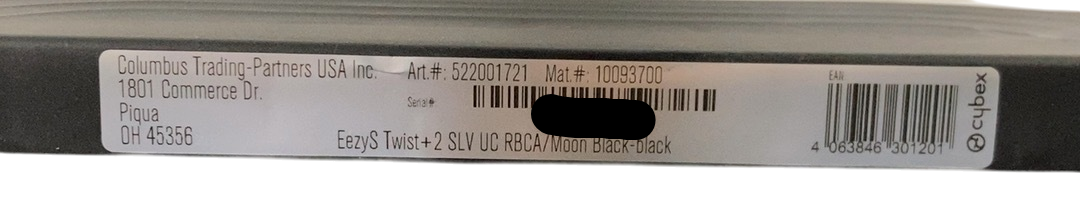 Columbus Trading-Partners USA Inc.
1801 Commerce Dr.
Piqua
OH 45356
Art.#: 522001721 Mat.#: 10093700
Serial#
EezyS Twist+2 SLV UC RBCA/Moon Black-black
EAN
4 063846 301201
cybex